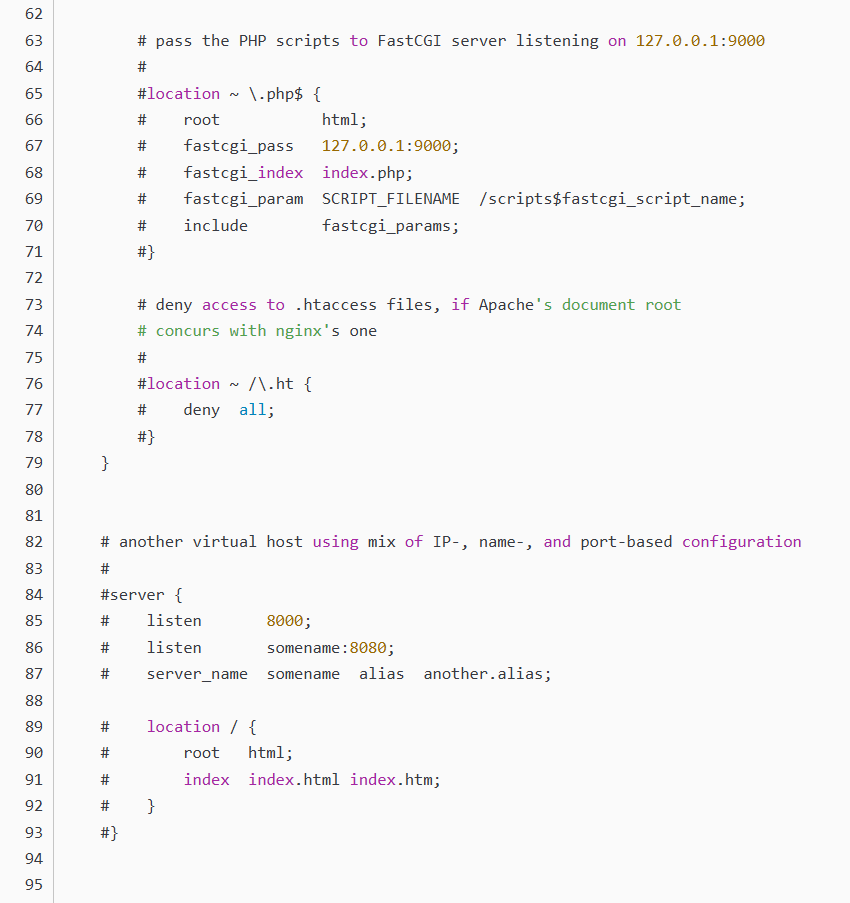 62
63         # pass the PHP scripts to FastCGI server listening on 127.0.0.1:9000
64         #
65         #location ~ \.php$ {
66         #    root           html;
67         #    fastcgi_pass   127.0.0.1:9000;
68         #    fastcgi_index  index.php;
69         #    fastcgi_param  SCRIPT_FILENAME  /scripts$fastcgi_script_name;
70         #    include        fastcgi_params;
71         #}
72
73         # deny access to .htaccess files, if Apache's document root
74         # concurs with nginx's one
75         #
76         #location ~ /\.ht {
77         #    deny  all;
78         #}
79     }
80
81
82     # another virtual host using mix of IP-, name-, and port-based configuration
83     #
84     #server {
85     #    listen       8000;
86     #    listen       somename:8080;
87     #    server_name  somename  alias  another.alias;
88
89     #    location / {
90     #        root   html;
91     #        index  index.html index.htm;
92     #    }
93     #}
94
95